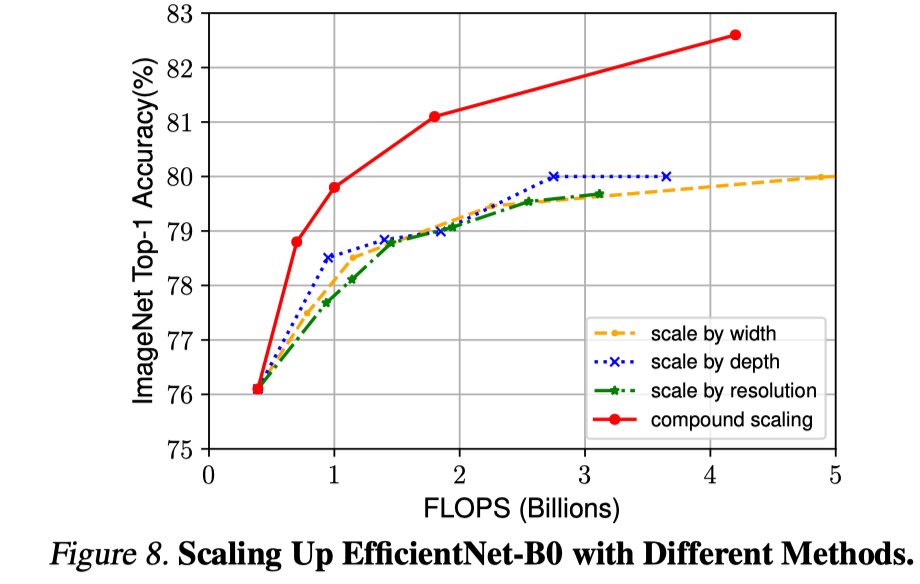 83
82
81
80
79
78
77
76
75
ImageNet Top-1 Accuracy(%)
scale by width
scale by depth
scale by resolution
compound scaling
0 1 2 3 4 5
FLOPS (Billions)
Figure 8. Scaling Up EfficientNet-B0 with Different Methods.